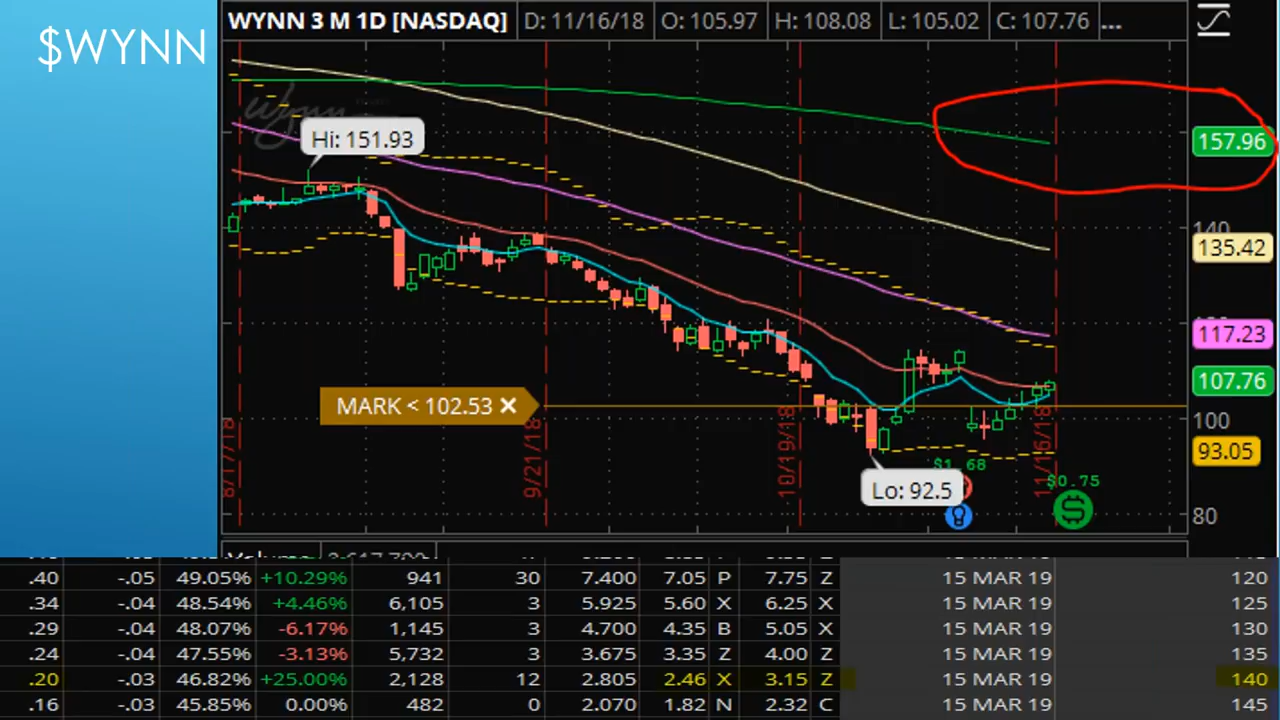 $WYNN
WYNN 3 M 1D [NASDAQ] D: 11/16/18 O: 105.97 H: 108.08 L: 105.02 C: 107.76 ...
Wynn
Hi: 151.93
157.96
140
135.42
117.23
107.76
MARK < 102.53 ×
100
93.05
8/17/18
9/21/18
10/19/18
11/16/18
$1.68
$0.75
Lo: 92.5
$
80
.40 -.05 49.05% +10.29% 941 30 7.400 7.05 P 7.75 Z 15 MAR 19 120
.34 -.04 48.54% +4.46% 6,105 3 5.925 5.60 X 6.25 X 15 MAR 19 125
.29 -.04 48.07% -6.17% 1,145 3 4.700 4.35 B 5.05 X 15 MAR 19 130
.24 -.04 47.55% -3.13% 5,732 3 3.675 3.35 Z 4.00 Z 15 MAR 19 135
.20 -.03 46.82% +25.00% 2,128 12 2.805 2.46 X 3.15 Z 15 MAR 19 140
.16 -.03 45.85% 0.00% 482 0 2.070 1.82 N 2.32 C 15 MAR 19 145